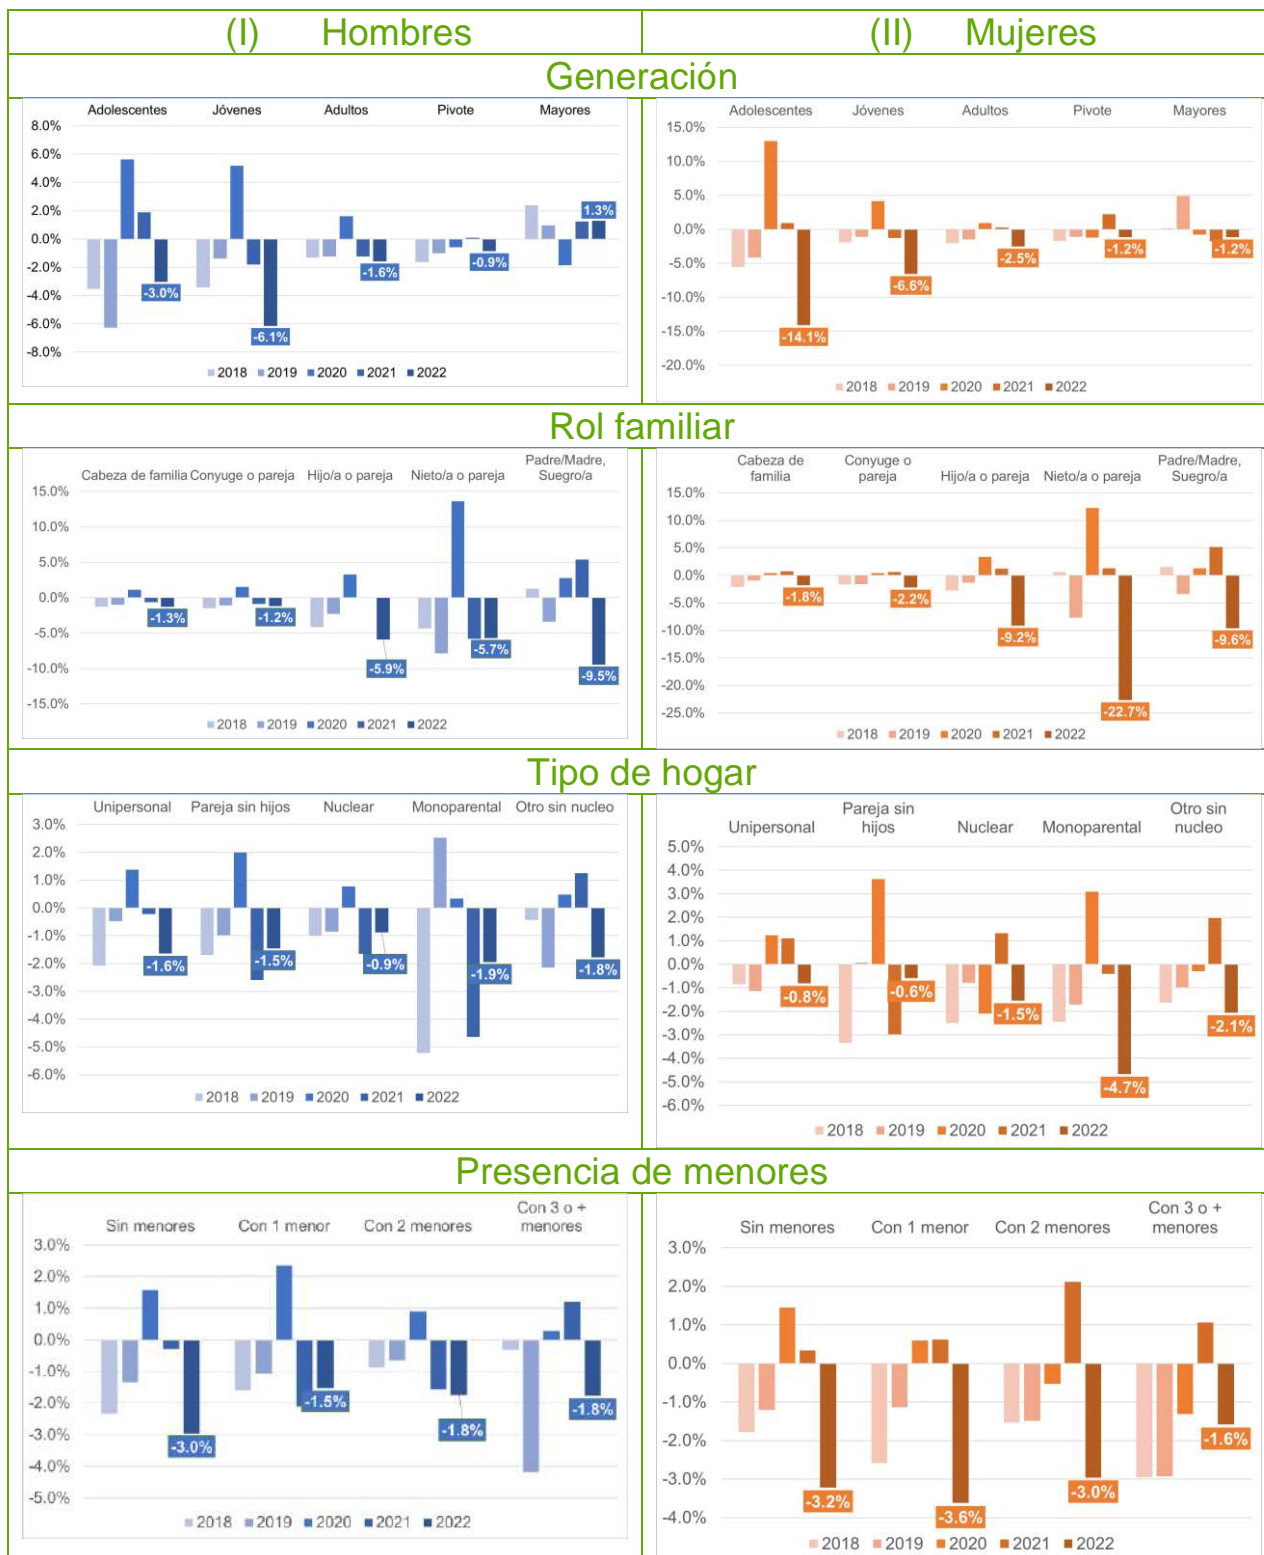 (I) Hombres
(II) Mujeres
Generación
Adolescentes Jóvenes Adultos Pivote Mayores
8.0%
6.0%
4.0%
2.0%
0.0%
-2.0%
-4.0%
-6.0%
-8.0%
-3.0%
-6.1%
-1.6%
-0.9%
1.3%
2018 2019 2020 2021 2022
Adolescentes Jóvenes Adultos Pivote Mayores
15.0%
10.0%
5.0%
0.0%
-5.0%
-10.0%
-15.0%
-20.0%
-14.1%
-6.6%
-2.5%
-1.2%
-1.2%
2018 2019 2020 2021 2022
Rol familiar
Cabeza de familia Conyuge o pareja Hijo/a o pareja Nieto/a o pareja Padre/Madre,
Suegro/a
15.0%
10.0%
5.0%
0.0%
-5.0%
-10.0%
-15.0%
-1.3%
-1.2%
-5.9%
-5.7%
-9.5%
2018 2019 2020 2021 2022
Cabeza de
familia
Conyuge o
pareja
Hijo/a o pareja
Nieto/a o pareja
Padre/Madre,
Suegro/a
15.0%
10.0%
5.0%
0.0%
-5.0%
-10.0%
-15.0%
-20.0%
-25.0%
-1.8%
-2.2%
-9.2%
-22.7%
-9.6%
2018 2019 2020 2021 2022
Tipo de hogar
Unipersonal Pareja sin hijos Nuclear Monoparental Otro sin nucleo
3.0%
2.0%
1.0%
0.0%
-1.0%
-2.0%
-3.0%
-4.0%
-5.0%
-6.0%
-1.6%
-1.5%
-0.9%
-1.9%
-1.8%
2018 2019 2020 2021 2022
Unipersonal
Pareja sin
hijos
Nuclear
Monoparental
Otro sin
nucleo
5.0%
4.0%
3.0%
2.0%
1.0%
0.0%
-1.0%
-2.0%
-3.0%
-4.0%
-5.0%
-6.0%
-0.8%
-0.6%
-1.5%
-4.7%
-2.1%
2018 2019 2020 2021 2022
Presencia de menores
Sin menores
Con 1 menor
Con 2 menores
Con 3 o +
menores
3.0%
2.0%
1.0%
0.0%
-1.0%
-2.0%
-3.0%
-4.0%
-5.0%
-3.0%
-1.5%
-1.8%
-1.8%
2018 2019 2020 2021 2022
Sin menores
Con 1 menor
Con 2 menores
Con 3 o +
menores
3.0%
2.0%
1.0%
0.0%
-1.0%
-2.0%
-3.0%
-4.0%
-3.2%
-3.6%
-3.0%
-1.6%
2018 2019 2020 2021 2022